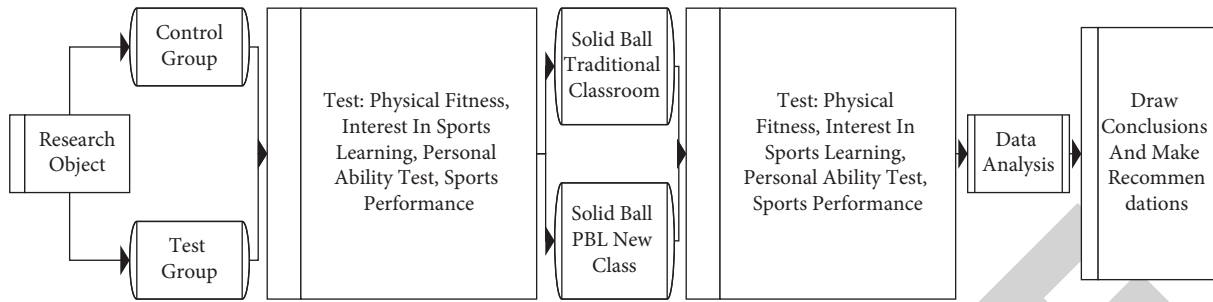 Research
Object
Control
Group
Test
Group
Test: Physical Fitness,
Interest In Sports
Learning, Personal
Ability Test, Sports
Performance
Solid Ball
Traditional
Classroom
Solid Ball
PBL New
Class
Test: Physical
Fitness, Interest In
Sports Learning,
Personal Ability Test,
Sports Performance
Data
Analysis
Draw
Conclusions
And Make
Recommen
dations